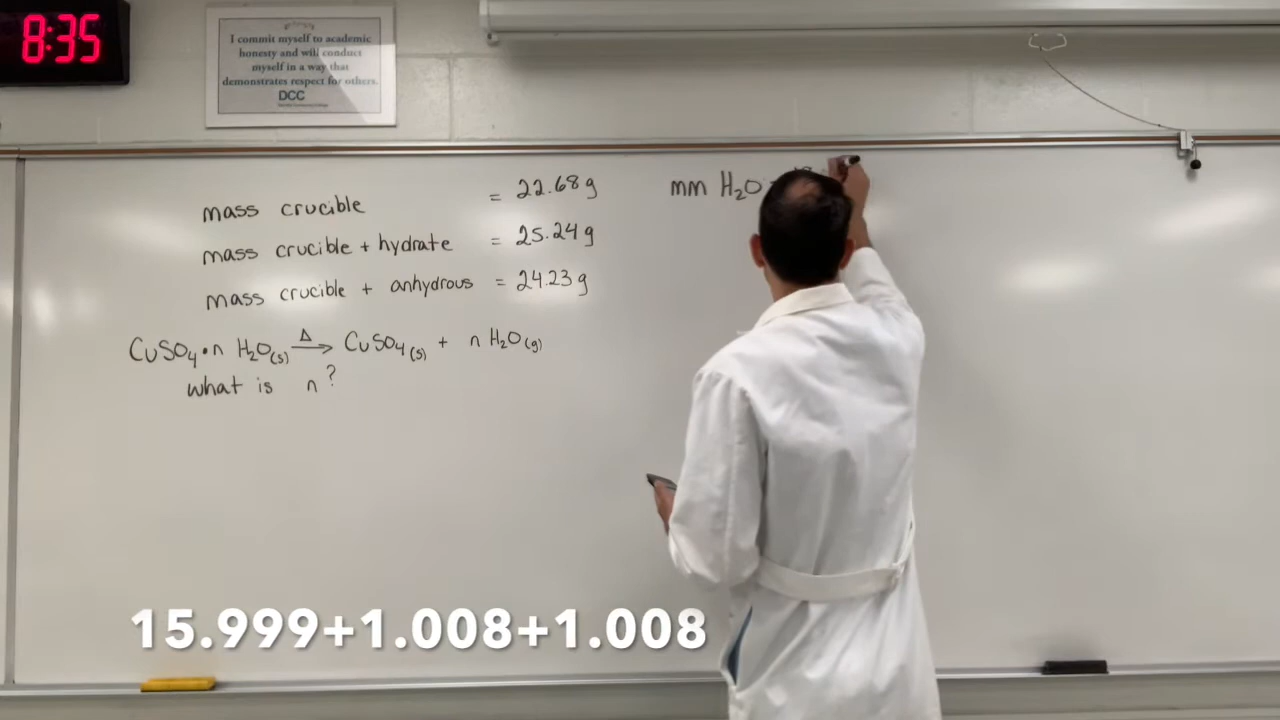 8:35
I commit myself to academic
honesty and will conduct
myself in a way that
demonstrates respect for others.
DCC
mass crucible = 22.68 g
mass crucible + hydrate = 25.24 g
mass crucible + anhydrous = 24.23 g
CuSO₄•n H₂O(s) Δ→ CuSO₄(s) + n H₂O(g)
what is n?
mm H₂O =
15.999+1.008+1.008